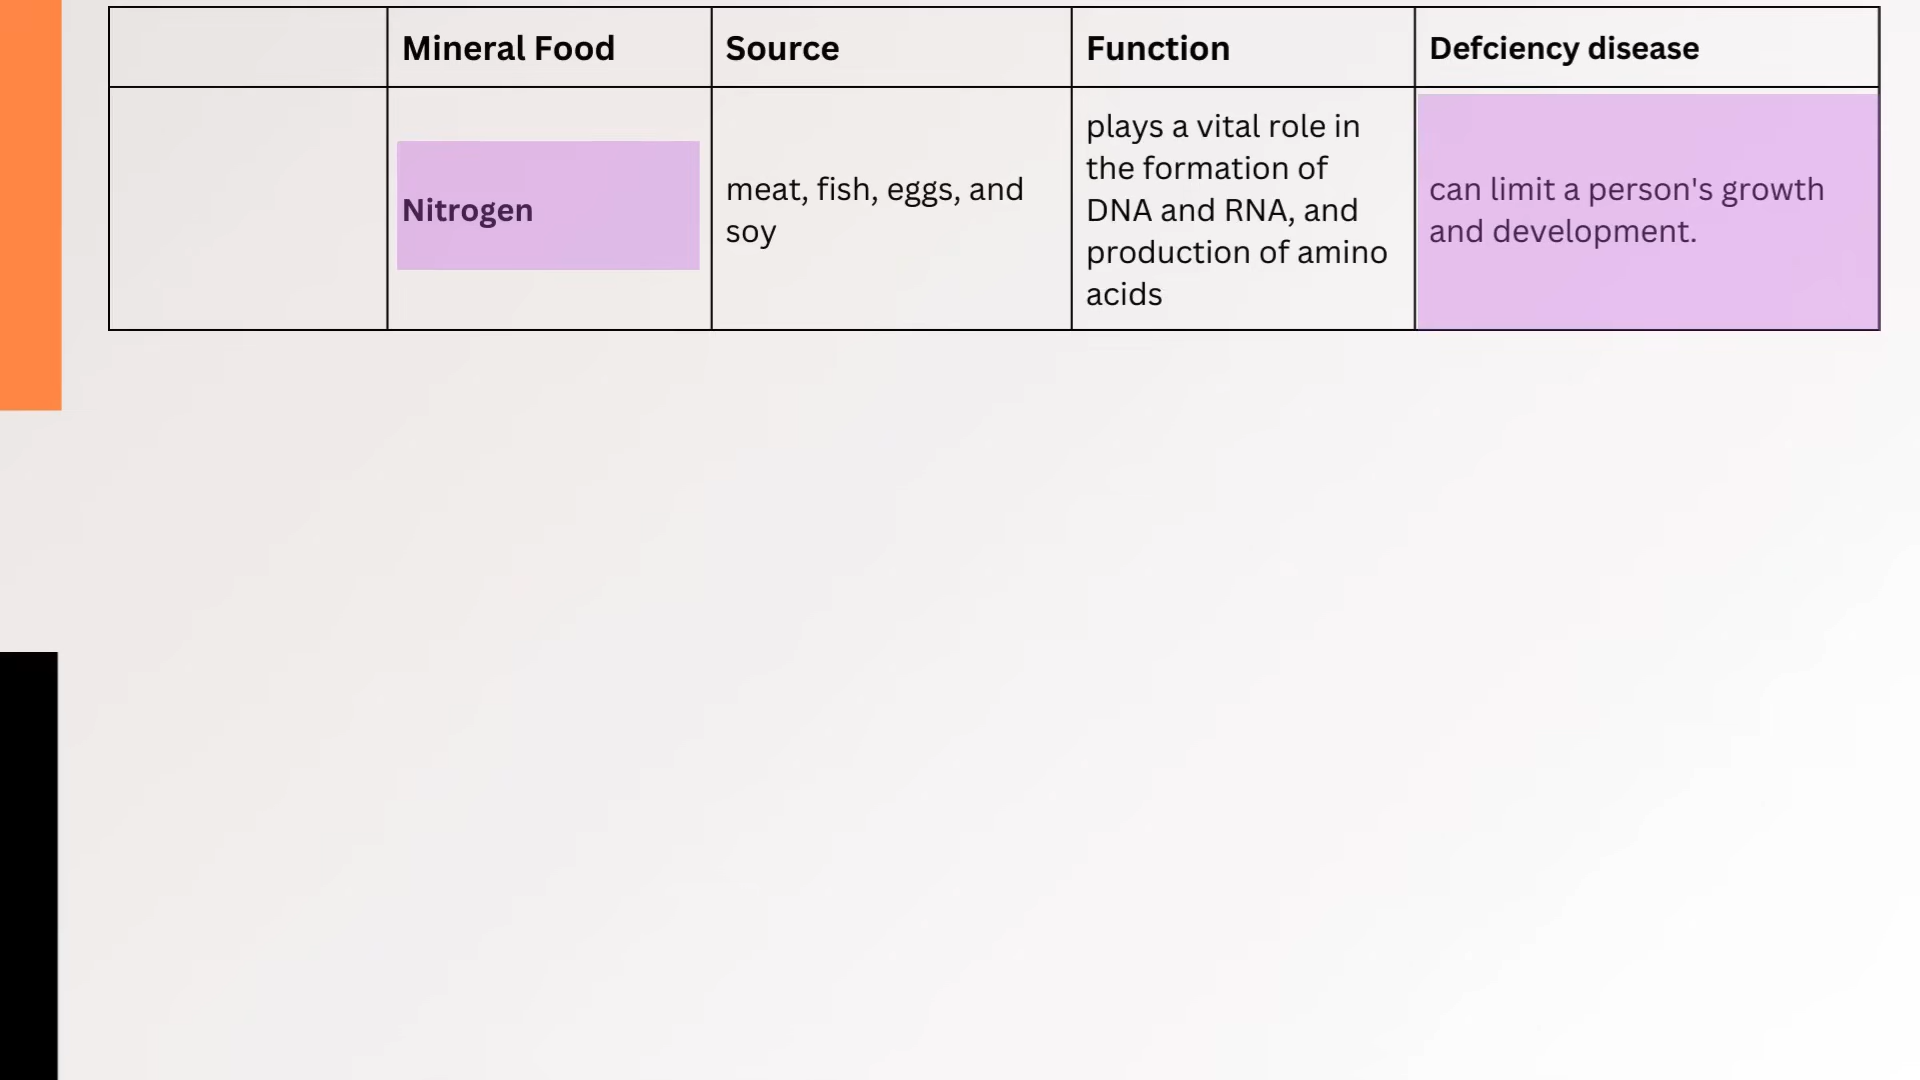 Mineral Food
Source
Function
Defciency disease
Nitrogen
meat, fish, eggs, and
soy
plays a vital role in
the formation of
DNA and RNA, and
production of amino
acids
can limit a person's growth
and development.